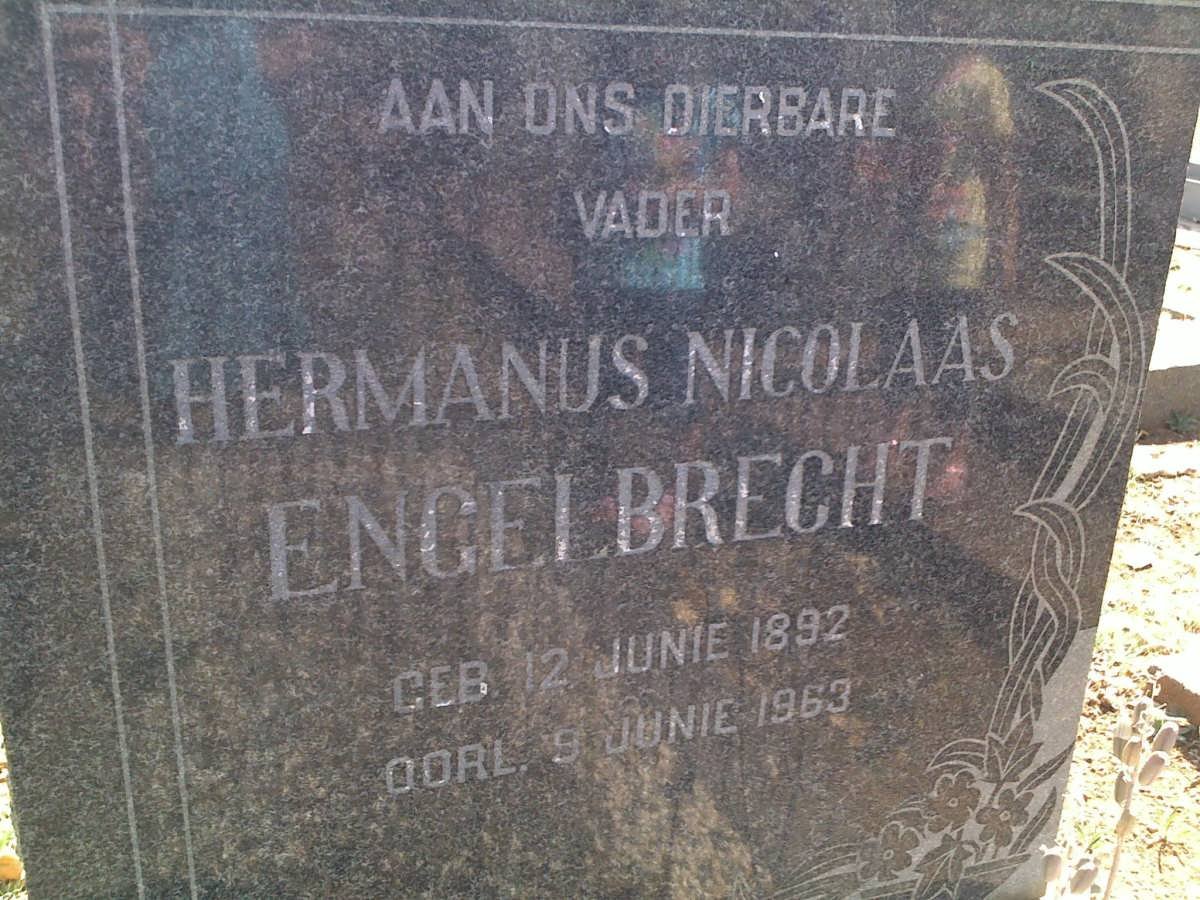 AAN ONS DIERBARE
VADER
HERMANUS NICOLAAS
ENGELBRECHT
GEB. 12 JUNIE 1892
OORL. 9 JUNIE 1963